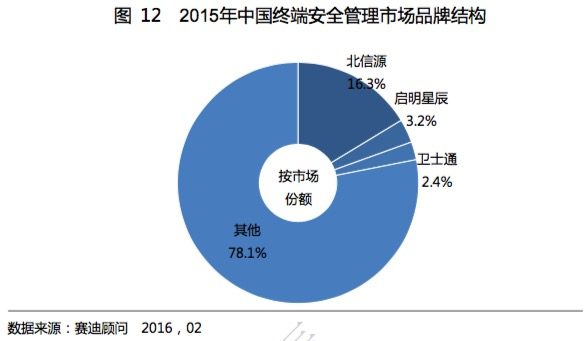 图 12 2015年中国终端安全管理市场品牌结构
北信源
16.3%
启明星辰
3.2%
卫士通
2.4%
按市场
份额
其他
78.1%
数据来源：赛迪顾问 2016，02